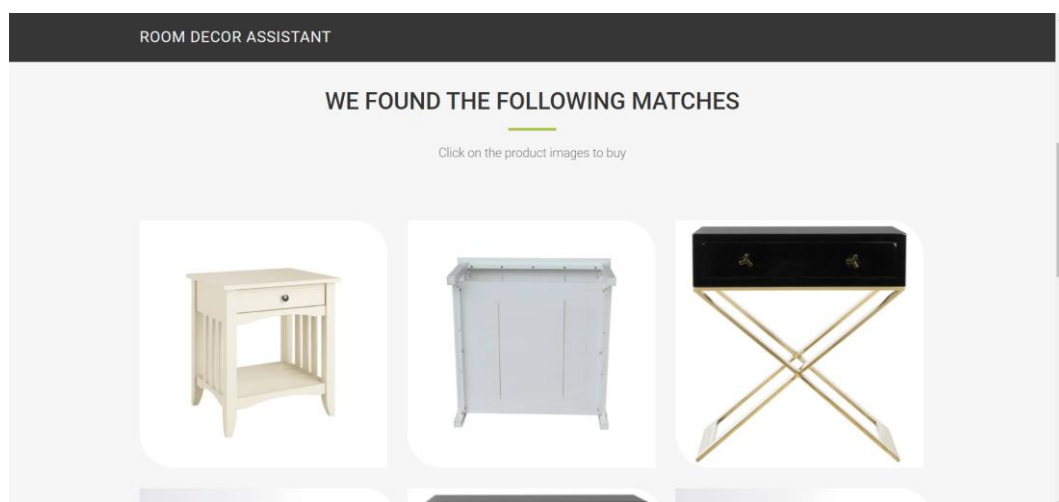 ROOM DECOR ASSISTANT
WE FOUND THE FOLLOWING MATCHES
Click on the product images to buy